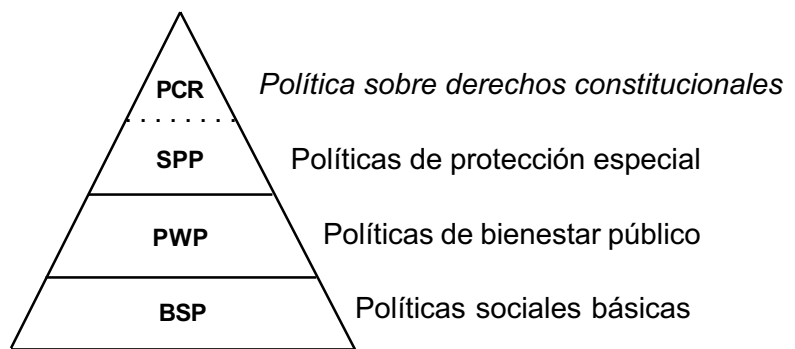 PCR Política sobre derechos constitucionales
SPP Políticas de protección especial
PWP Políticas de bienestar público
BSP Políticas sociales básicas